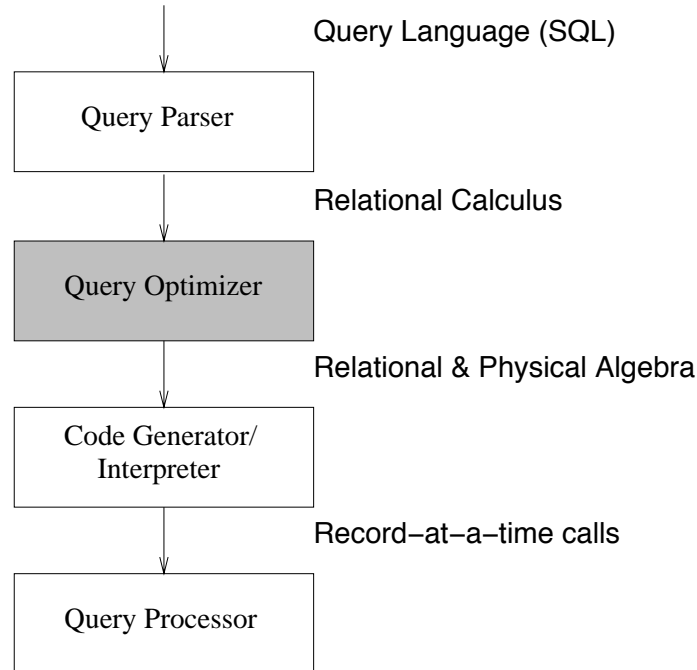 Query Language (SQL)
Query Parser
Relational Calculus
Query Optimizer
Relational & Physical Algebra
Code Generator/
Interpreter
Record−at−a−time calls
Query Processor